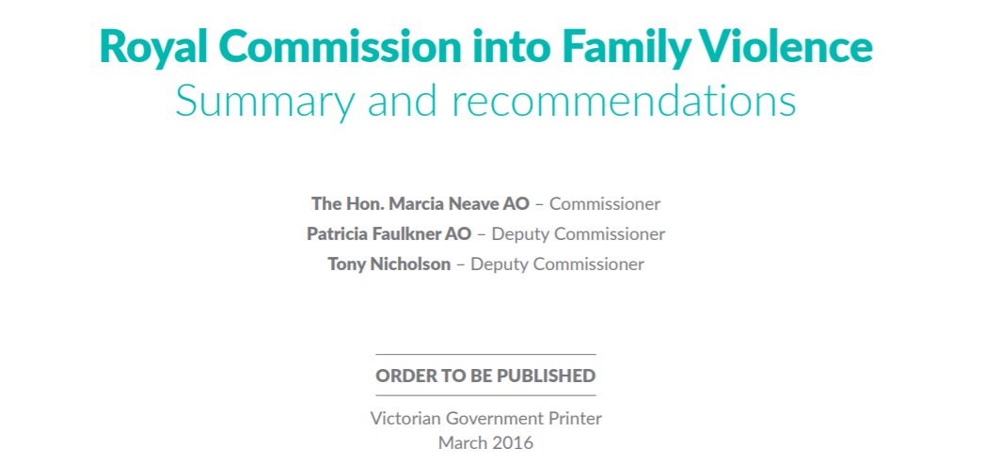 Royal Commission into Family Violence
Summary and recommendations
The Hon. Marcia Neave AO – Commissioner
Patricia Faulkner AO – Deputy Commissioner
Tony Nicholson – Deputy Commissioner
ORDER TO BE PUBLISHED
Victorian Government Printer
March 2016